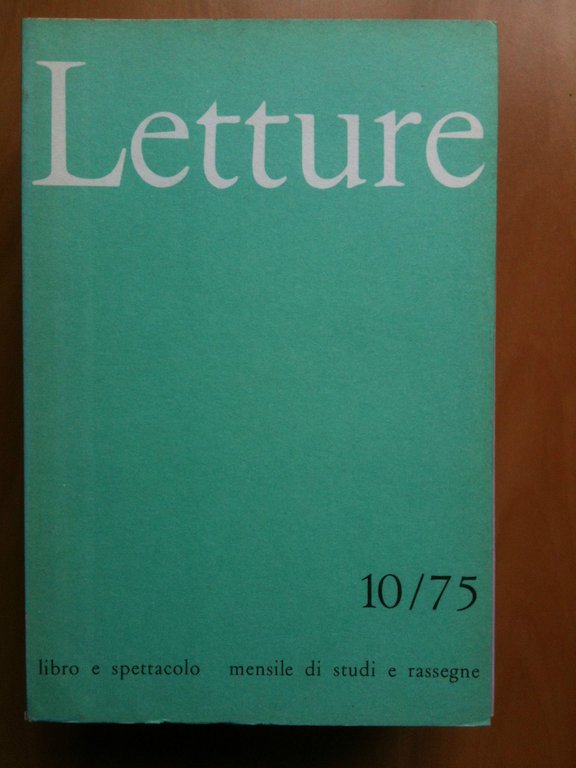 Letture
10/75
libro e spettacolo mensile di studi e rassegne